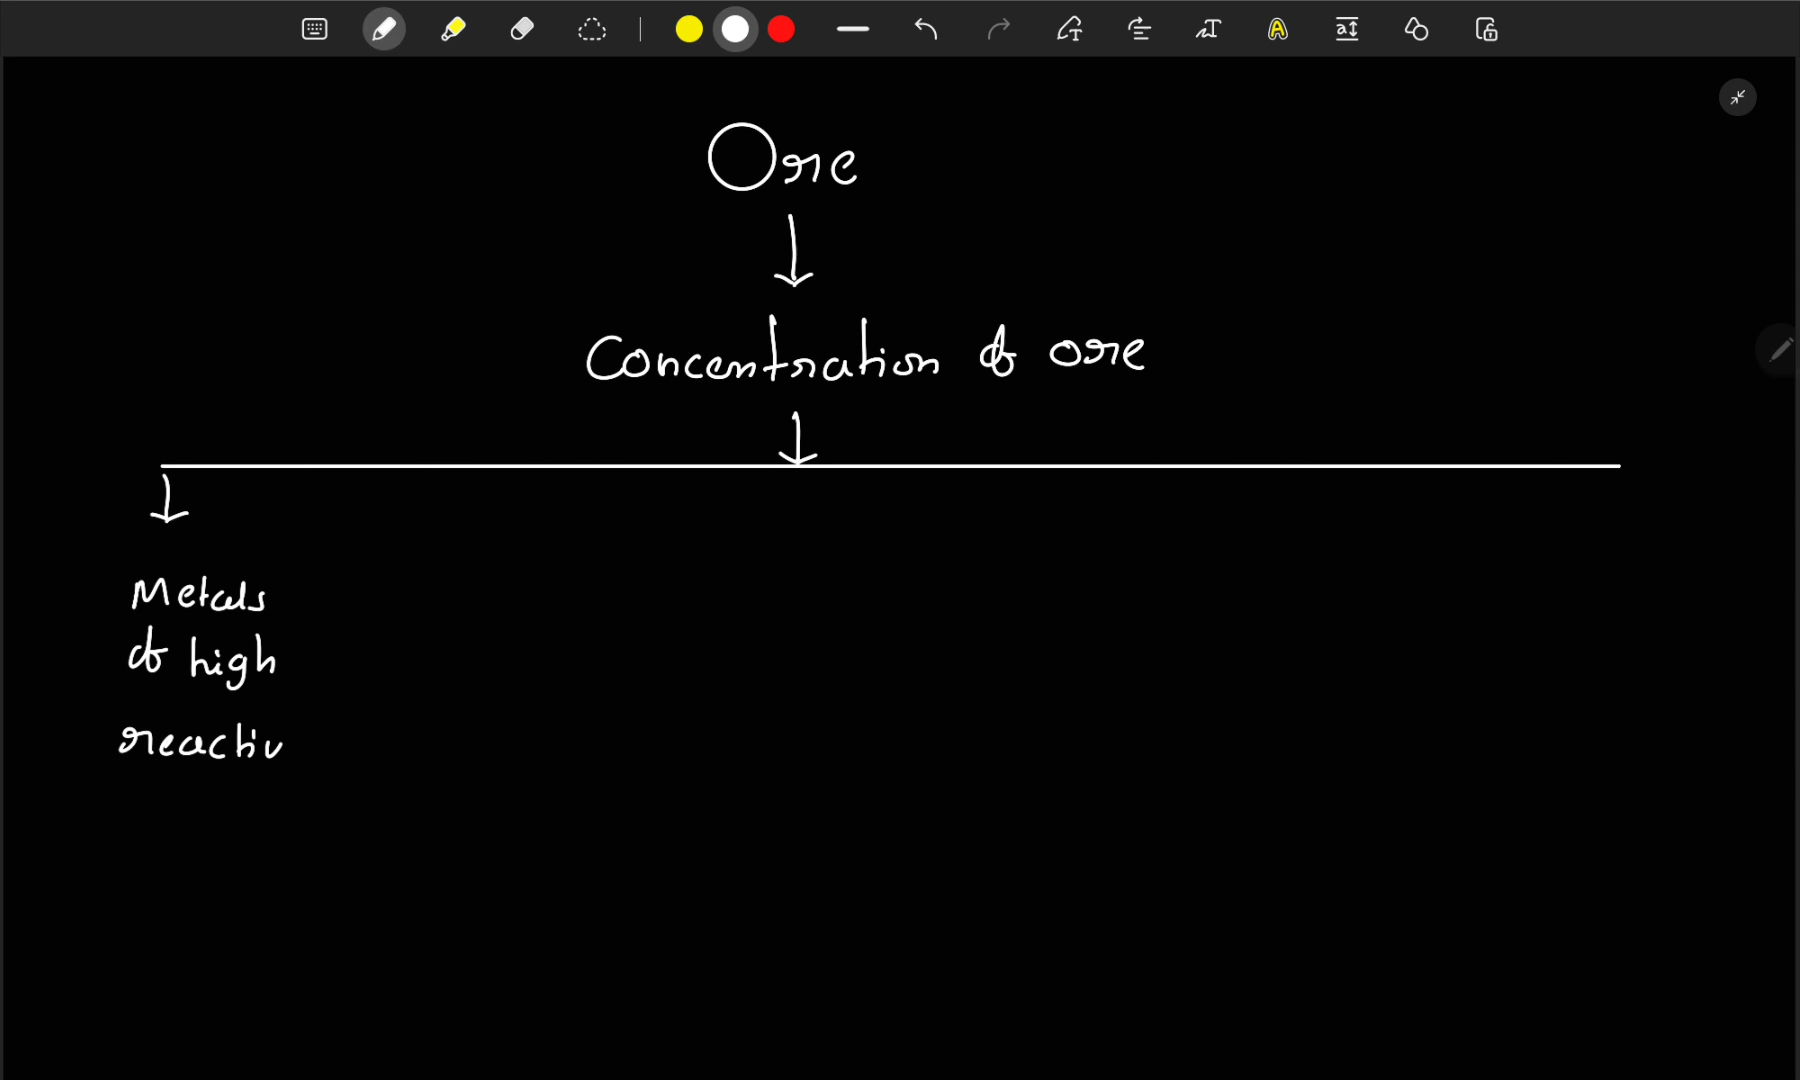 Ore
Concentration of ore
Metals
of high
reactiv